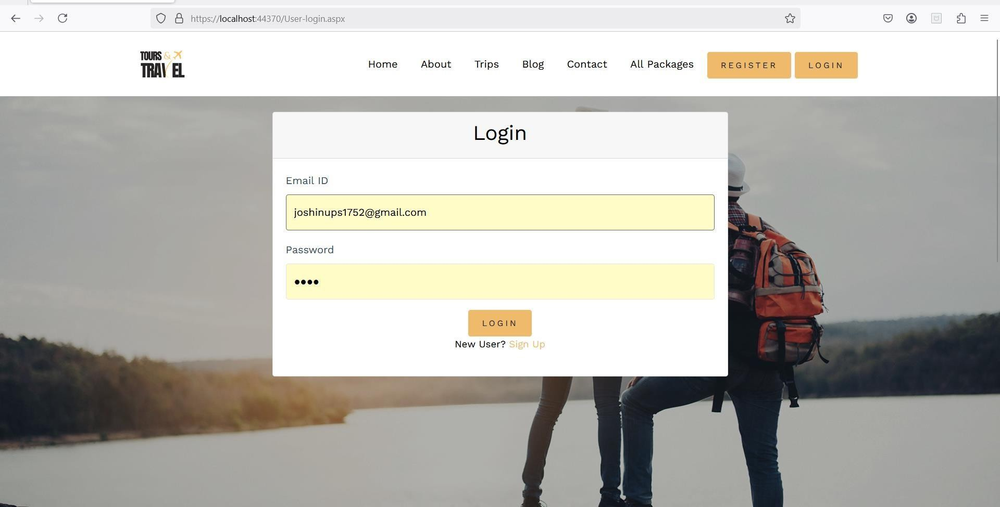 https://localhost:44370/User-login.aspx
TOURS &
TRAVEL
Home About Trips Blog Contact All Packages REGISTER LOGIN
Login
Email ID
joshinups1752@gmail.com
Password
••••
LOGIN
New User? Sign Up